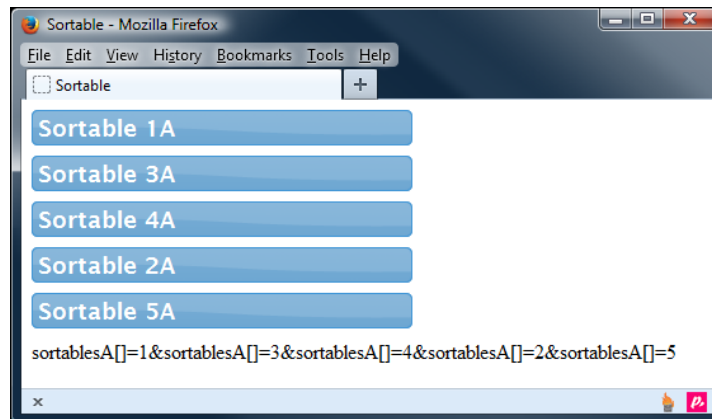 Sortable - Mozilla Firefox
File Edit View History Bookmarks Tools Help
Sortable
Sortable 1A
Sortable 3A
Sortable 4A
Sortable 2A
Sortable 5A
sortablesA[]=1&sortablesA[]=3&sortablesA[]=4&sortablesA[]=2&sortablesA[]=5